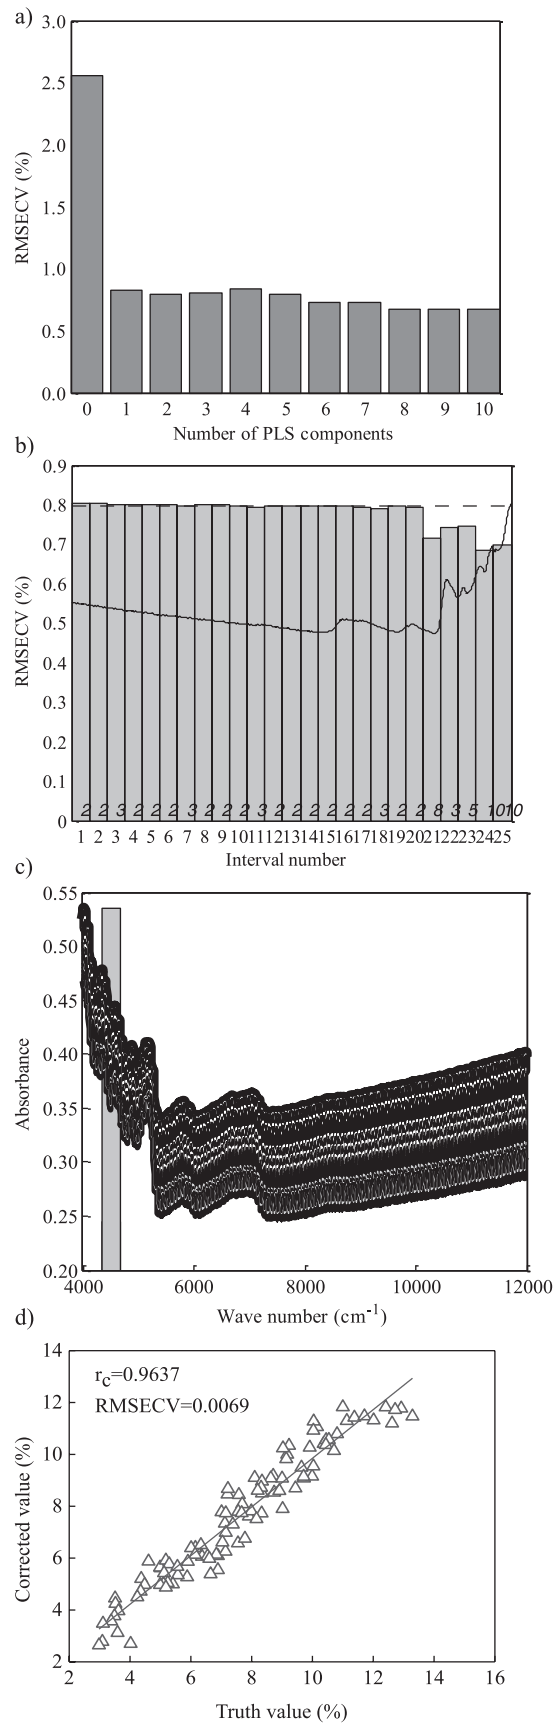 a)
3.0
2.5
2.0
1.5
1.0
0.5
0.0
RMSECV (%)
0 1 2 3 4 5 6 7 8 9 10
Number of PLS components
b)
0.9
0.8
0.7
0.6
0.5
0.4
0.3
0.2
0.1
0
RMSECV (%)
2 2 3 2 2 2 3 2 2 2 3 2 2 2 2 2 2 3 2 2 8 3 5 10 10
1 2 3 4 5 6 7 8 9 10 11 12 13 14 15 16 17 18 19 20 21 22 23 24 25
Interval number
c)
0.55
0.50
0.45
0.40
0.35
0.30
0.25
0.20
Absorbance
4000 6000 8000 10000 12000
Wave number (cm-1)
d)
14
12
10
8
6
4
2
Corrected value (%)
rc=0.9637
RMSECV=0.0069
2 4 6 8 10 12 14 16
Truth value (%)